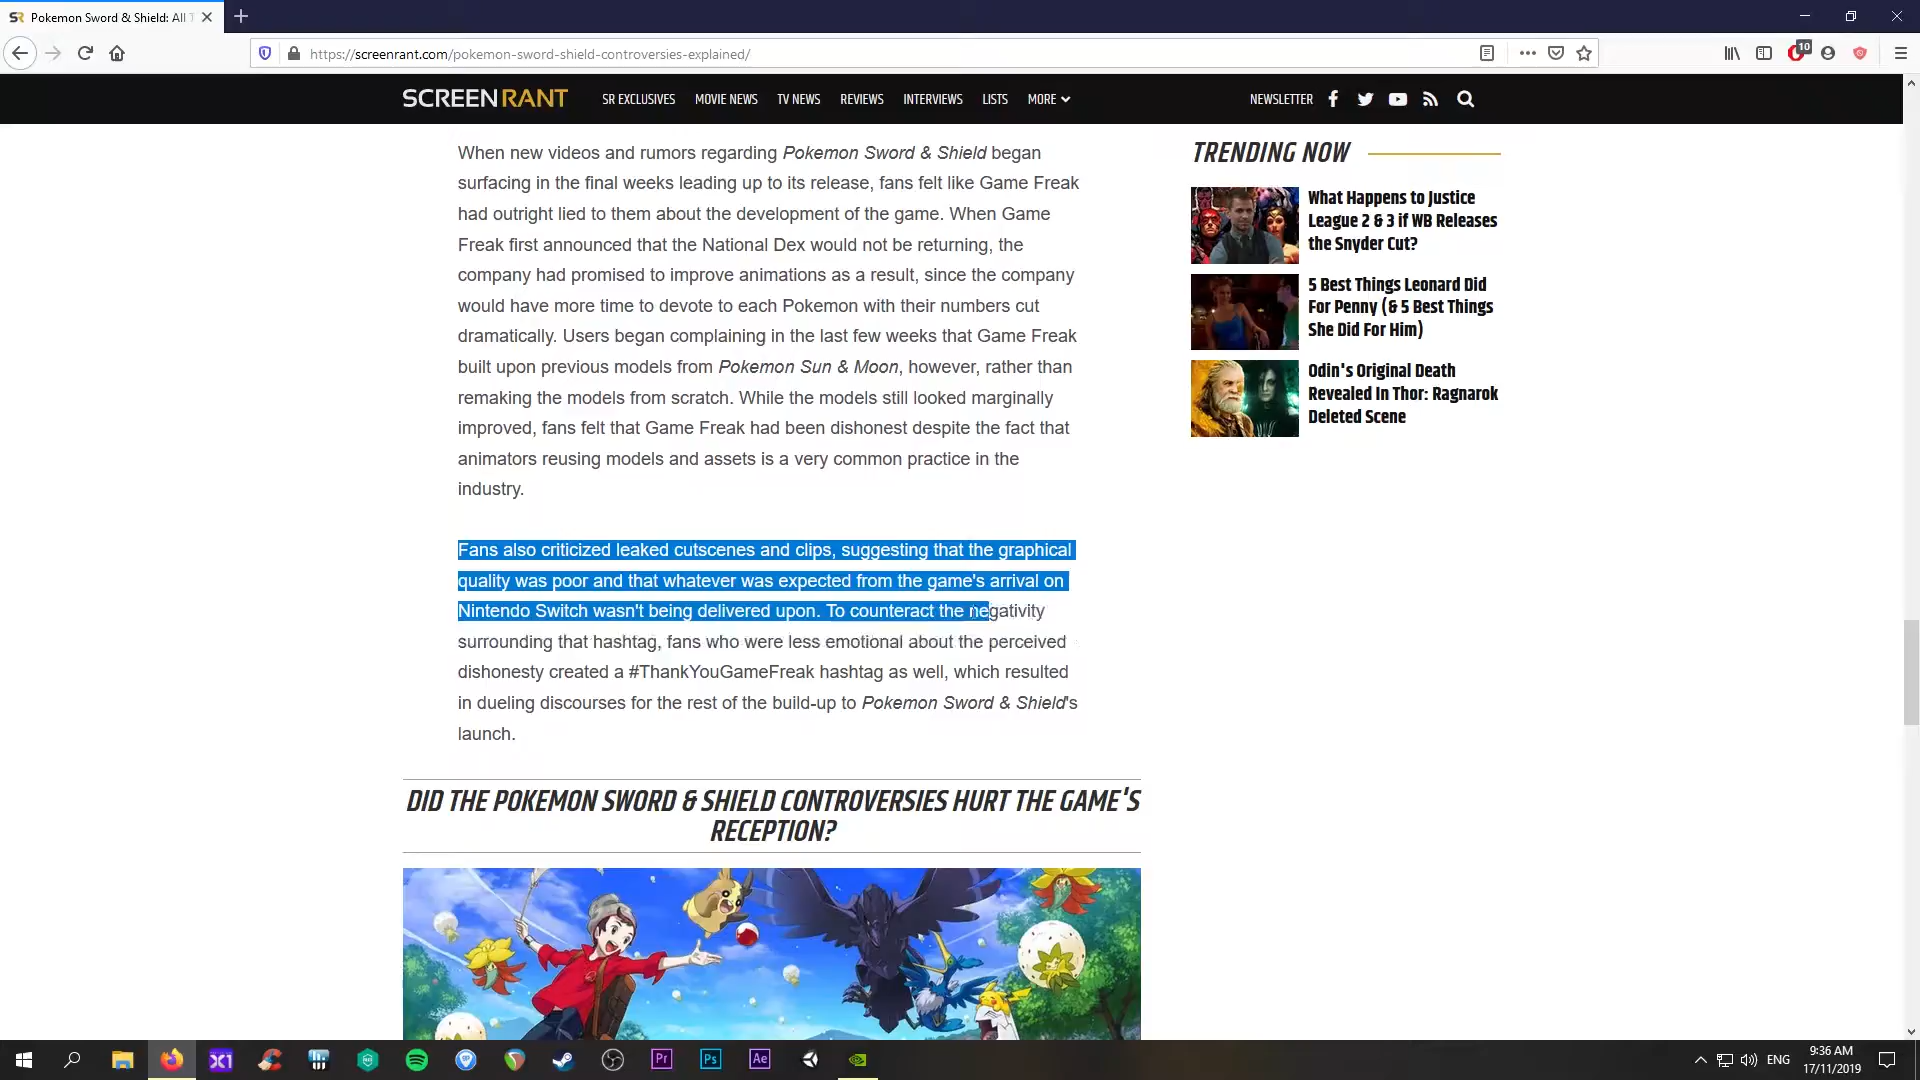 Pokemon Sword & Shield: All T
https://screenrant.com/pokemon-sword-shield-controversies-explained/
10
SCREENRANT
SR EXCLUSIVES
MOVIE NEWS
TV NEWS
REVIEWS
INTERVIEWS
LISTS
MORE
NEWSLETTER
When new videos and rumors regarding Pokemon Sword & Shield began
surfacing in the final weeks leading up to its release, fans felt like Game Freak
had outright lied to them about the development of the game. When Game
Freak first announced that the National Dex would not be returning, the
company had promised to improve animations as a result, since the company
would have more time to devote to each Pokemon with their numbers cut
dramatically. Users began complaining in the last few weeks that Game Freak
built upon previous models from Pokemon Sun & Moon, however, rather than
remaking the models from scratch. While the models still looked marginally
improved, fans felt that Game Freak had been dishonest despite the fact that
animators reusing models and assets is a very common practice in the
industry.
Fans also criticized leaked cutscenes and clips, suggesting that the graphical
quality was poor and that whatever was expected from the game's arrival on
Nintendo Switch wasn't being delivered upon. To counteract the negativity
surrounding that hashtag, fans who were less emotional about the perceived
dishonesty created a #ThankYouGameFreak hashtag as well, which resulted
in dueling discourses for the rest of the build-up to Pokemon Sword & Shield's
launch.
DID THE POKEMON SWORD & SHIELD CONTROVERSIES HURT THE GAME'S
RECEPTION?
TRENDING NOW
What Happens to Justice
League 2 & 3 if WB Releases
the Snyder Cut?
5 Best Things Leonard Did
For Penny (& 5 Best Things
She Did For Him)
Odin's Original Death
Revealed In Thor: Ragnarok
Deleted Scene
X1
Pr
Ps
Ae
ENG
9:36 AM
17/11/2019